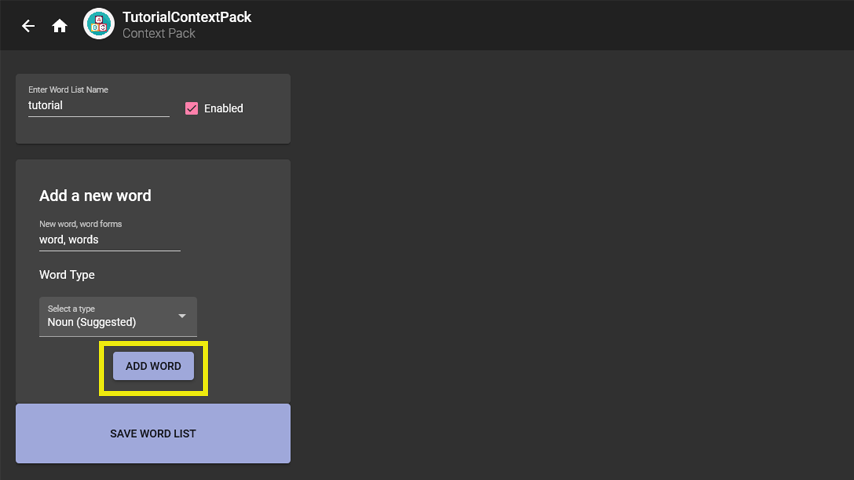 TutorialContextPack
Context Pack
Enter Word List Name
tutorial
Enabled
Add a new word
New word, word forms
word, words
Word Type
Select a type
Noun (Suggested)
ADD WORD
SAVE WORD LIST